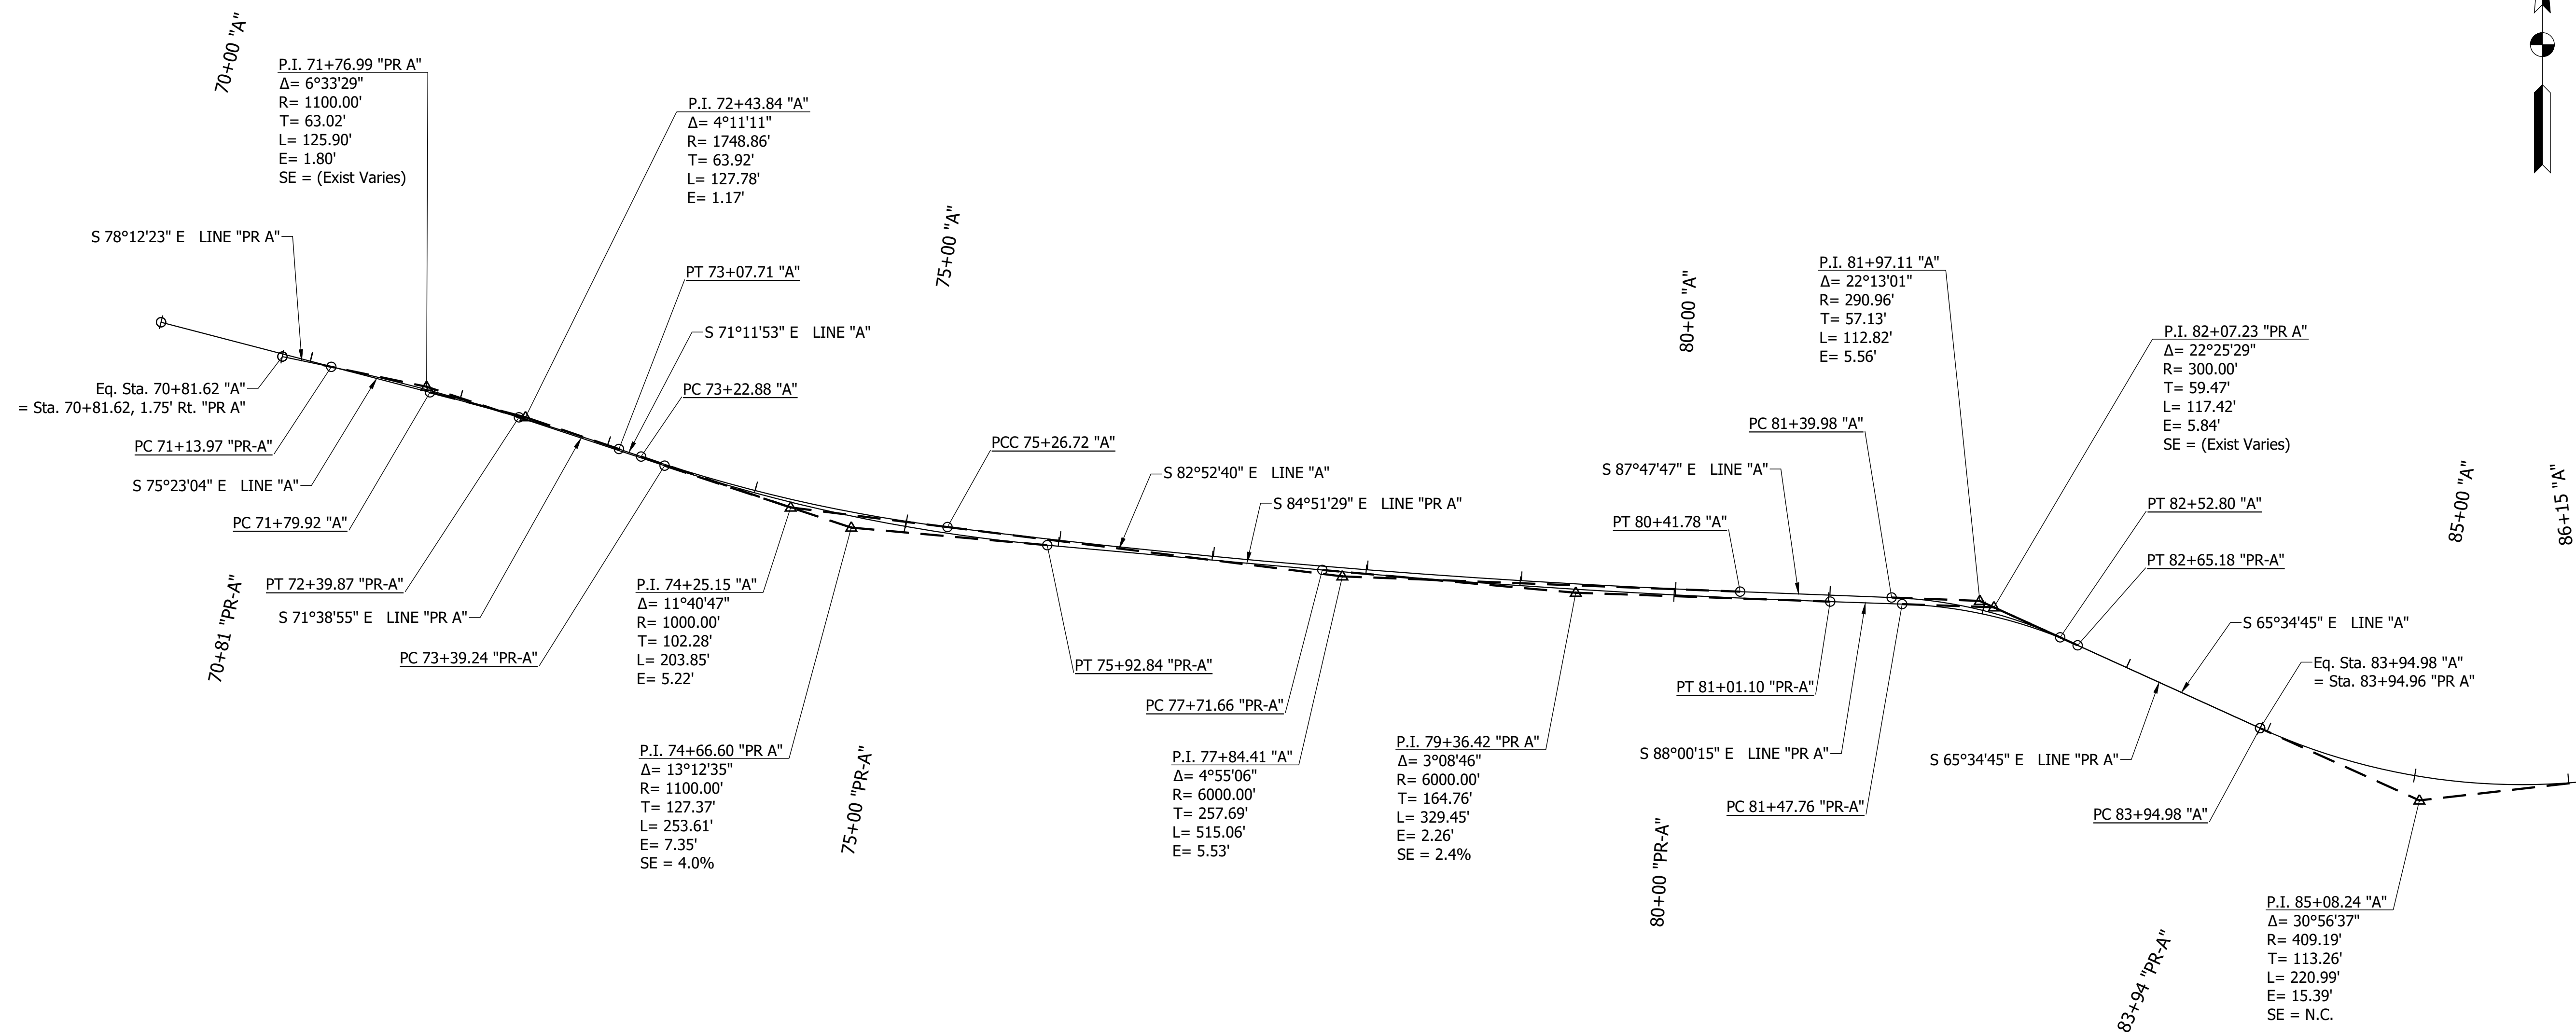 70+00 "A"
P.I. 71+76.99 "PR A"
Δ= 6°33'29"
R= 1100.00'
T= 63.02'
L= 125.90'
E= 1.80'
SE = (Exist Varies)
P.I. 72+43.84 "A"
Δ= 4°11'11"
R= 1748.86'
T= 63.92'
L= 127.78'
E= 1.17'
S 78°12'23" E LINE "PR A"
PT 73+07.71 "A"
75+00 "A"
S 71°11'53" E LINE "A"
PC 73+22.88 "A"
Eq. Sta. 70+81.62 "A"
= Sta. 70+81.62, 1.75' Rt. "PR A"
PC 71+13.97 "PR-A"
S 75°23'04" E LINE "A"
PC 71+79.92 "A"
PT 72+39.87 "PR-A"
S 71°38'55" E LINE "PR A"
PC 73+39.24 "PR-A"
70+81 "PR-A"
PCC 75+26.72 "A"
S 82°52'40" E LINE "A"
S 84°51'29" E LINE "PR A"
P.I. 74+25.15 "A"
Δ= 11°40'47"
R= 1000.00'
T= 102.28'
L= 203.85'
E= 5.22'
P.I. 74+66.60 "PR A"
Δ= 13°12'35"
R= 1100.00'
T= 127.37'
L= 253.61'
E= 7.35'
SE = 4.0%
75+00 "PR-A"
PT 75+92.84 "PR-A"
PC 77+71.66 "PR-A"
P.I. 77+84.41 "A"
Δ= 4°55'06"
R= 6000.00'
T= 257.69'
L= 515.06'
E= 5.53'
P.I. 79+36.42 "PR A"
Δ= 3°08'46"
R= 6000.00'
T= 164.76'
L= 329.45'
E= 2.26'
SE = 2.4%
80+00 "A"
P.I. 81+97.11 "A"
Δ= 22°13'01"
R= 290.96'
T= 57.13'
L= 112.82'
E= 5.56'
P.I. 82+07.23 "PR A"
Δ= 22°25'29"
R= 300.00'
T= 59.47'
L= 117.42'
E= 5.84'
SE = (Exist Varies)
PC 81+39.98 "A"
S 87°47'47" E LINE "A"
PT 80+41.78 "A"
PT 81+01.10 "PR-A"
S 88°00'15" E LINE "PR A"
PC 81+47.76 "PR-A"
80+00 "PR-A"
PT 82+52.80 "A"
PT 82+65.18 "PR-A"
85+00 "A"
86+15 "A"
S 65°34'45" E LINE "A"
Eq. Sta. 83+94.98 "A"
= Sta. 83+94.96 "PR A"
S 65°34'45" E LINE "PR A"
PC 83+94.98 "A"
83+94 "PR-A"
P.I. 85+08.24 "A"
Δ= 30°56'37"
R= 409.19'
T= 113.26'
L= 220.99'
E= 15.39'
SE = N.C.